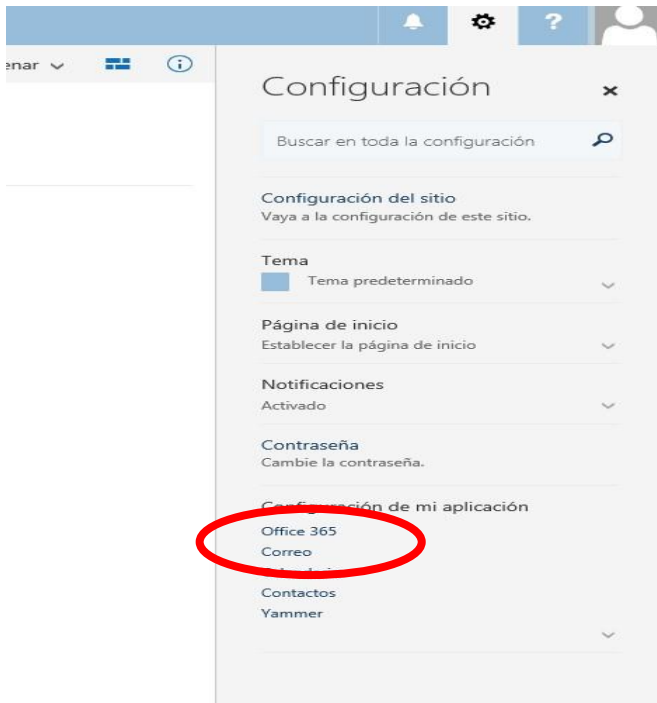 ?
enar
Configuración
Buscar en toda la configuración
Configuración del sitio
Vaya a la configuración de este sitio.
Tema
Tema predeterminado
Página de inicio
Establecer la página de inicio
Notificaciones
Activado
Contraseña
Cambie la contraseña.
Configuración de mi aplicación
Office 365
Correo
Contactos
Yammer